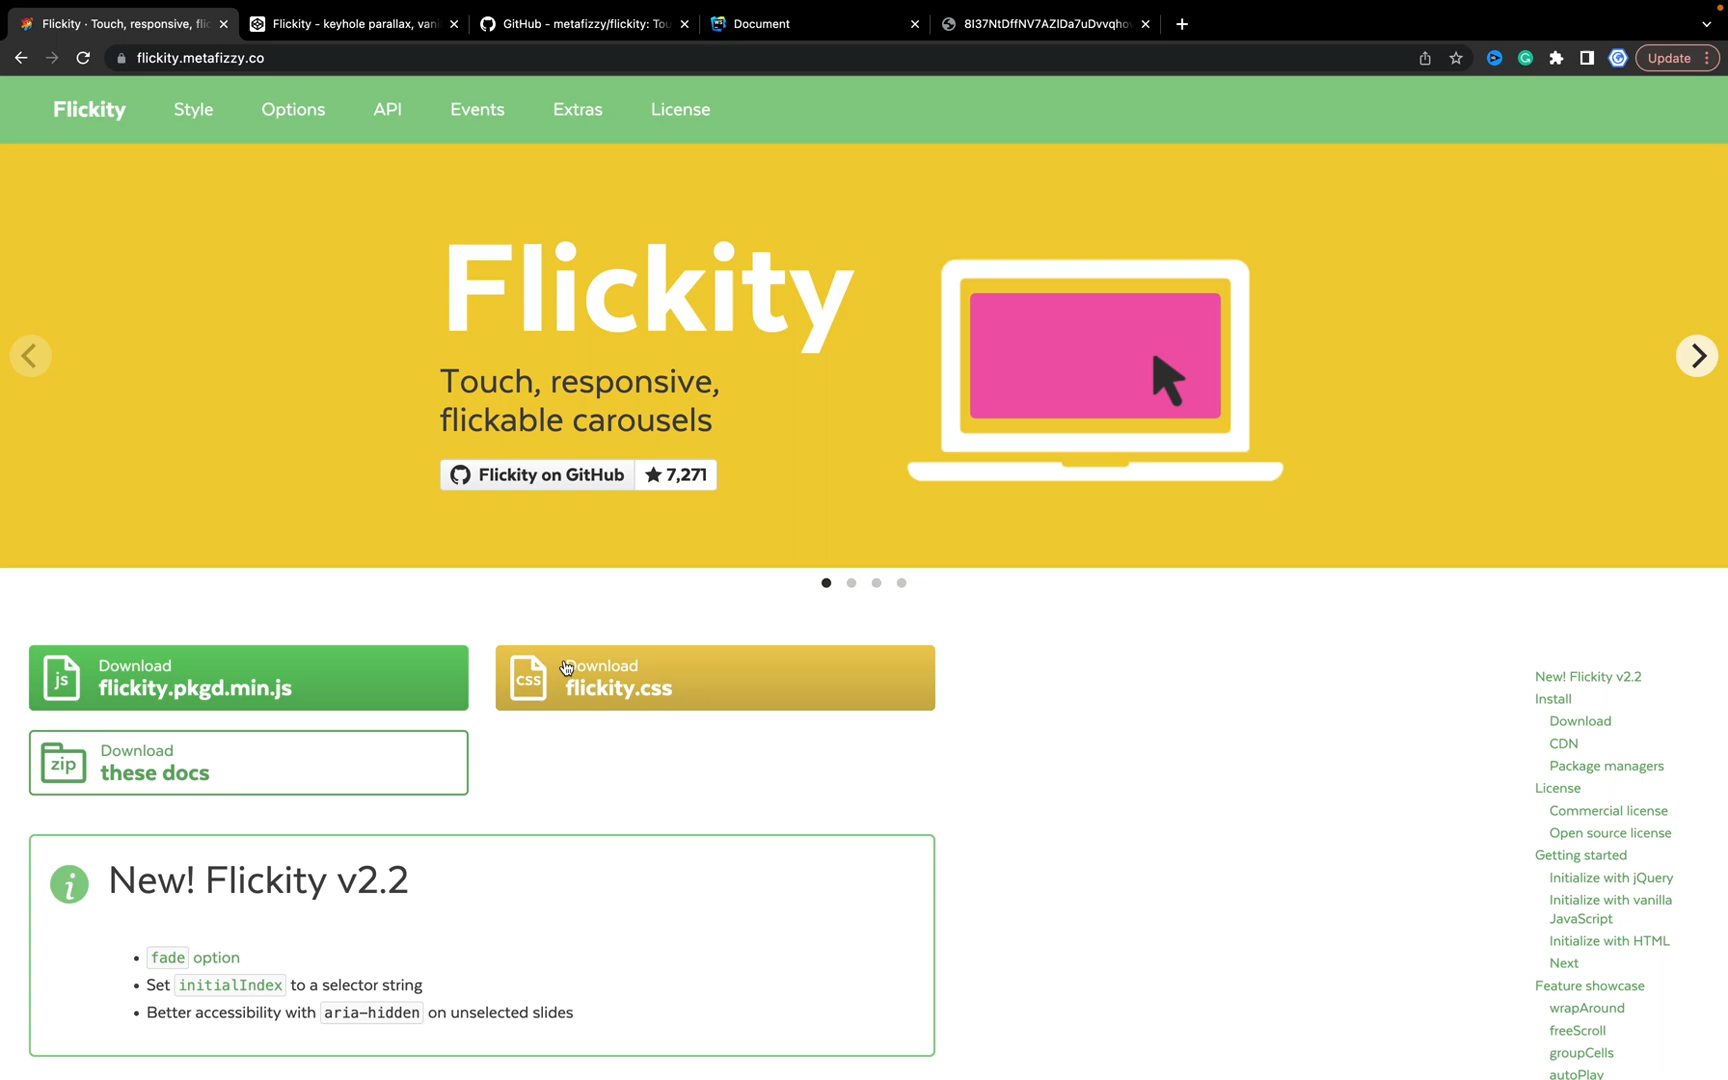 Flickity · Touch, responsive, flic
Flickity - keyhole parallax, vani
GitHub - metafizzy/flickity: Tou
Document
8I37NtDffNV7AZIDa7uDvvqhov
flickity.metafizzy.co
Update
Flickity
Style
Options
API
Events
Extras
License
Flickity
Touch, responsive,
flickable carousels
Flickity on GitHub
7,271
js
Download
flickity.pkgd.min.js
css
Download
flickity.css
zip
Download
these docs
New! Flickity v2.2
fade option
Set initialIndex to a selector string
Better accessibility with aria-hidden on unselected slides
New! Flickity v2.2
Install
Download
CDN
Package managers
License
Commercial license
Open source license
Getting started
Initialize with jQuery
Initialize with vanilla
JavaScript
Initialize with HTML
Next
Feature showcase
wrapAround
freeScroll
groupCells
autoPlay